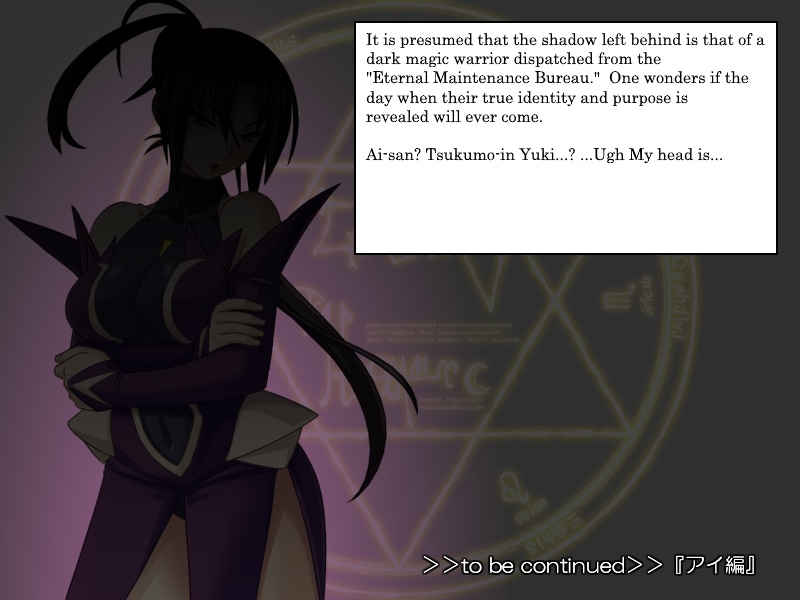 It is presumed that the shadow left behind is that of a
dark magic warrior dispatched from the
"Eternal Maintenance Bureau."  One wonders if the
day when their true identity and purpose is
revealed will ever come.
Ai-san? Tsukumo-in Yuki...? ...Ugh My head is...
>>to be continued>>『アイ編』